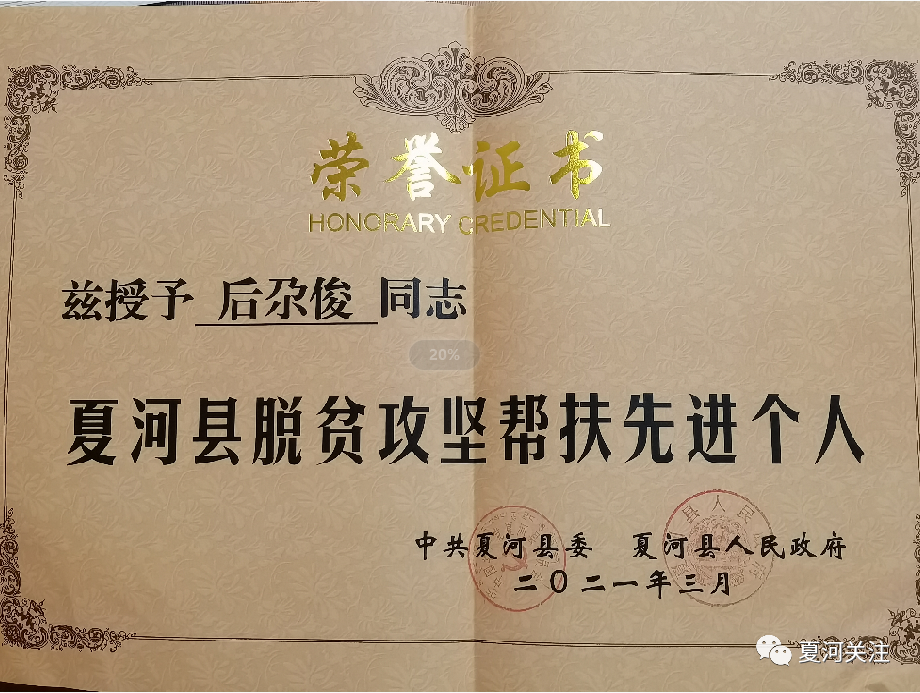 荣誉证书
HONORARY CREDENTIAL
兹授予 后尕俊 同志
20%
夏河县脱贫攻坚帮扶先进个人
中共夏河县委 夏河县人民政府
二〇二一年三月
夏河关注